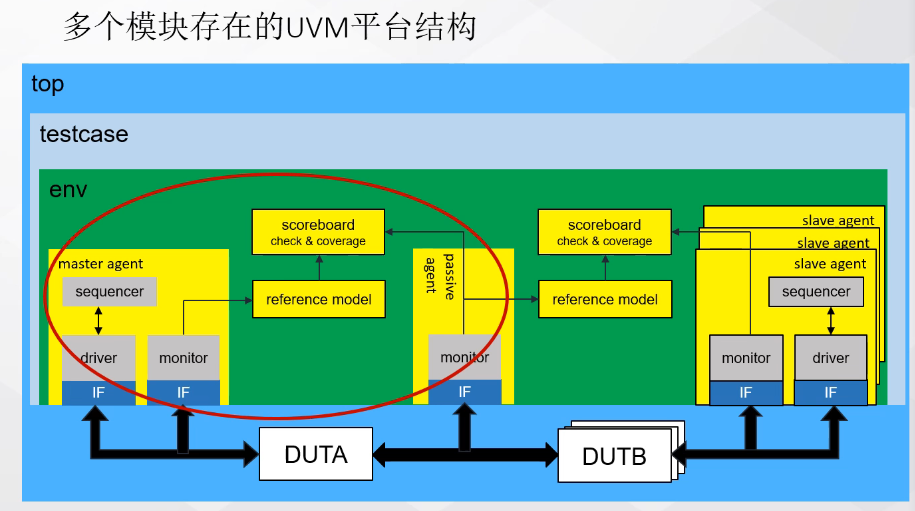 多个模块存在的UVM平台结构
top
testcase
env
master agent
sequencer
driver
monitor
IF
IF
scoreboard
check & coverage
reference model
passive
agent
monitor
IF
scoreboard
check & coverage
reference model
slave agent
slave agent
slave agent
sequencer
monitor
driver
IF
IF
DUTA
DUTB